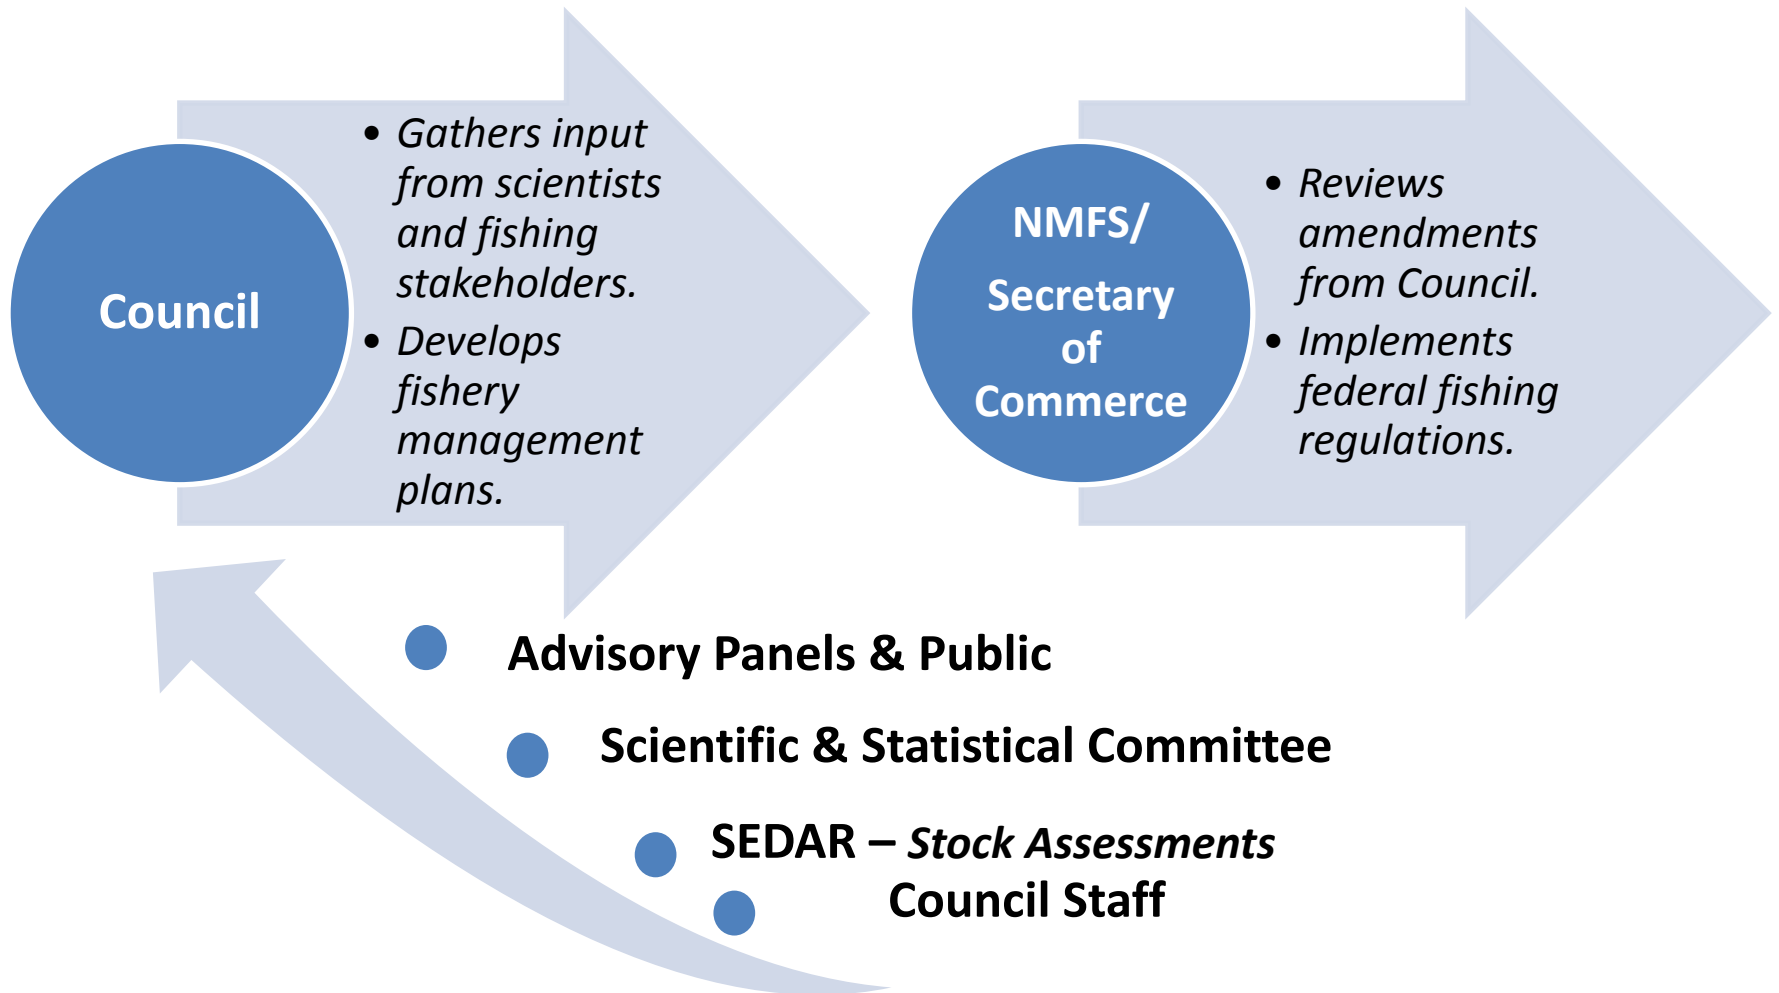 Council
• Gathers input
from scientists
and fishing
stakeholders.
• Develops
fishery
management
plans.
NMFS/
Secretary
of
Commerce
• Reviews
amendments
from Council.
• Implements
federal fishing
regulations.
Advisory Panels & Public
Scientific & Statistical Committee
SEDAR – Stock Assessments
Council Staff